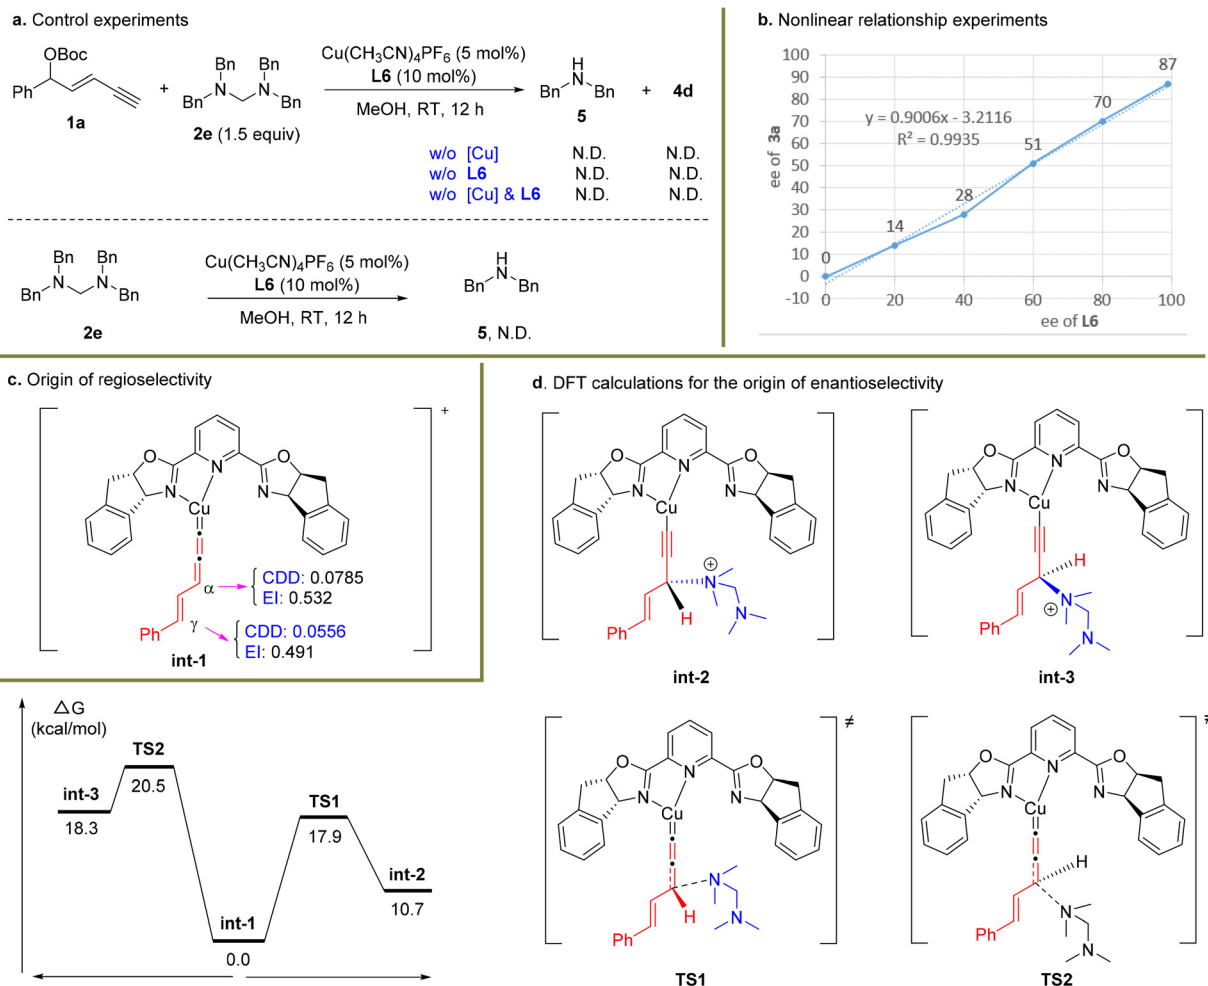 a. Control experiments
OBoc
Ph
1a
+
Bn Bn
N N
Bn Bn
2e (1.5 equiv)
Cu(CH3CN)4PF6 (5 mol%)
L6 (10 mol%)
MeOH, RT, 12 h
H
N
Bn Bn
5
+ 4d
w/o [Cu] N.D. N.D.
w/o L6 N.D. N.D.
w/o [Cu] & L6 N.D. N.D.
Bn Bn
N N
Bn Bn
2e
Cu(CH3CN)4PF6 (5 mol%)
L6 (10 mol%)
MeOH, RT, 12 h
H
N
Bn Bn
5, N.D.
b. Nonlinear relationship experiments
ee of 3a
100
90
80
70
60
50
40
30
20
10
0
-10
y = 0.9006x - 3.2116
R² = 0.9935
0
14
28
51
70
87
0 20 40 60 80 100
ee of L6
c. Origin of regioselectivity
+
O N O
N N
Cu
α
CDD: 0.0785
EI: 0.532
γ
CDD: 0.0556
EI: 0.491
Ph
int-1
d. DFT calculations for the origin of enantioselectivity
O N O
N N
Cu
+
N
H
N
Ph
int-2
O N O
N N
Cu
H
N
+
Ph
N
int-3
△G
(kcal/mol)
TS2
20.5
int-3
18.3
TS1
17.9
int-2
10.7
int-1
0.0
≠
O N O
N N
Cu
N
H
N
Ph
TS1
≠
O N O
N N
Cu
H
N
Ph
N
TS2